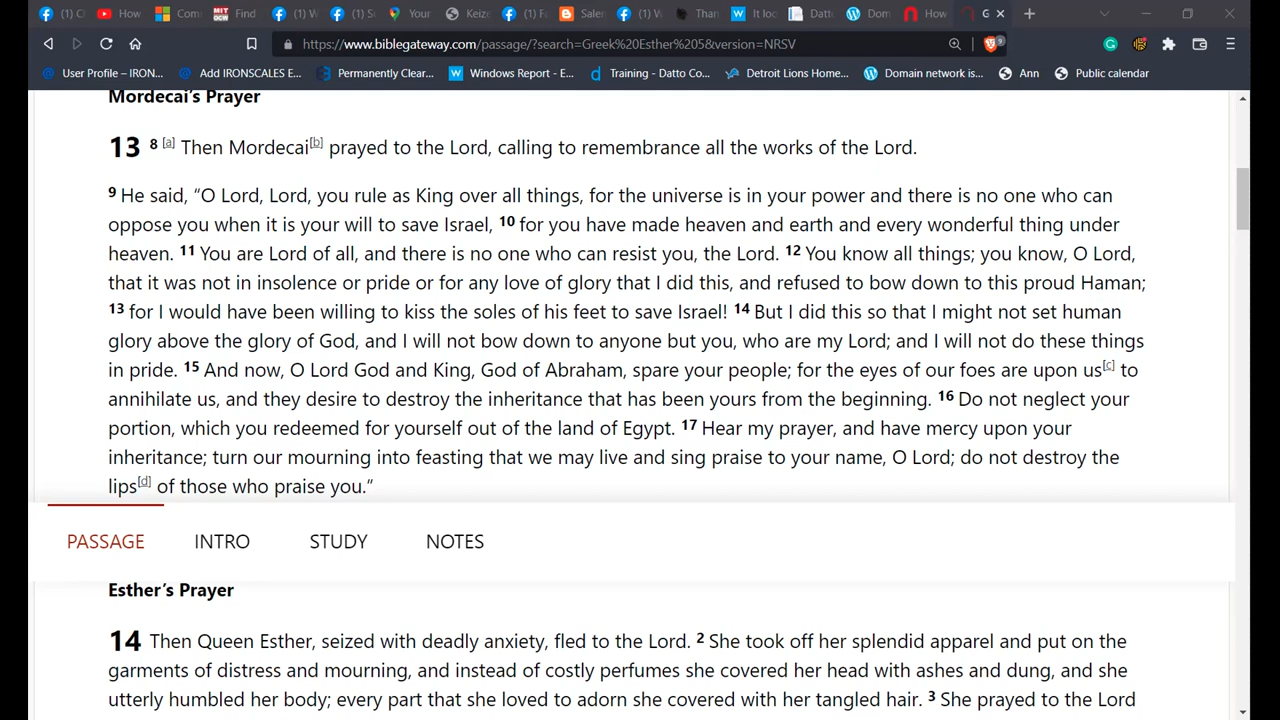 (1) C
How
Com
Find
(1) W
(1) S
Your
Keize
(1) F
Saler
(1) W
Than
It loo
Datt
Dom
How
G
https://www.biblegateway.com/passage/?search=Greek%20Esther%205&version=NRSV
9
User Profile – IRON...
Add IRONSCALES E...
Permanently Clear...
Windows Report - E...
Training - Datto Co...
Detroit Lions Home...
Domain network is...
Ann
Public calendar
Mordecai's Prayer
13 8 [a] Then Mordecai[b] prayed to the Lord, calling to remembrance all the works of the Lord.
9 He said, “O Lord, Lord, you rule as King over all things, for the universe is in your power and there is no one who can
oppose you when it is your will to save Israel, 10 for you have made heaven and earth and every wonderful thing under
heaven. 11 You are Lord of all, and there is no one who can resist you, the Lord. 12 You know all things; you know, O Lord,
that it was not in insolence or pride or for any love of glory that I did this, and refused to bow down to this proud Haman;
13 for I would have been willing to kiss the soles of his feet to save Israel! 14 But I did this so that I might not set human
glory above the glory of God, and I will not bow down to anyone but you, who are my Lord; and I will not do these things
in pride. 15 And now, O Lord God and King, God of Abraham, spare your people; for the eyes of our foes are upon us[c] to
annihilate us, and they desire to destroy the inheritance that has been yours from the beginning. 16 Do not neglect your
portion, which you redeemed for yourself out of the land of Egypt. 17 Hear my prayer, and have mercy upon your
inheritance; turn our mourning into feasting that we may live and sing praise to your name, O Lord; do not destroy the
lips[d] of those who praise you.”
PASSAGE INTRO STUDY NOTES
Esther's Prayer
14 Then Queen Esther, seized with deadly anxiety, fled to the Lord. 2 She took off her splendid apparel and put on the
garments of distress and mourning, and instead of costly perfumes she covered her head with ashes and dung, and she
utterly humbled her body; every part that she loved to adorn she covered with her tangled hair. 3 She prayed to the Lord